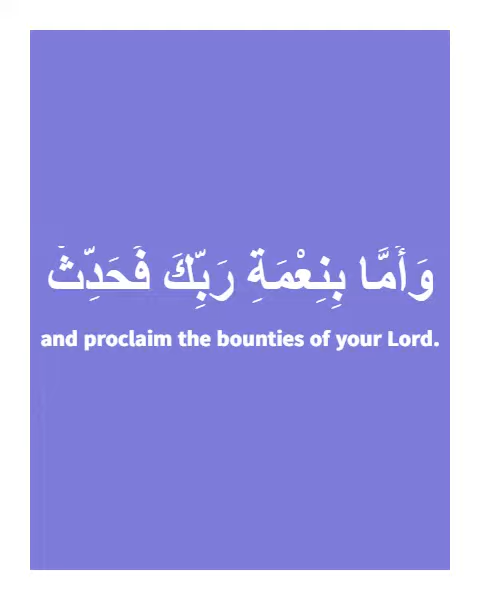 وَأَمَّا بِنِعْمَةِ رَبِّكَ فَحَدِّثْ
and proclaim the bounties of your Lord.